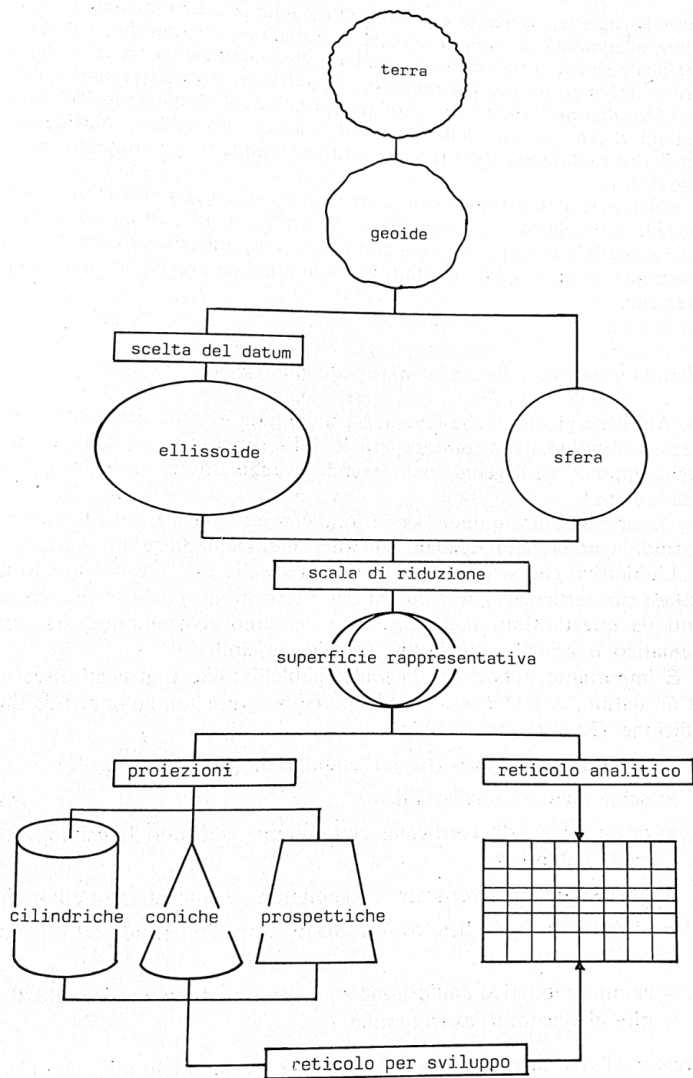 terra
geoide
scelta del datum
ellissoide
sfera
scala di riduzione
superficie rappresentativa
proiezioni
reticolo analitico
cilindriche
coniche
prospettiche
reticolo per sviluppo